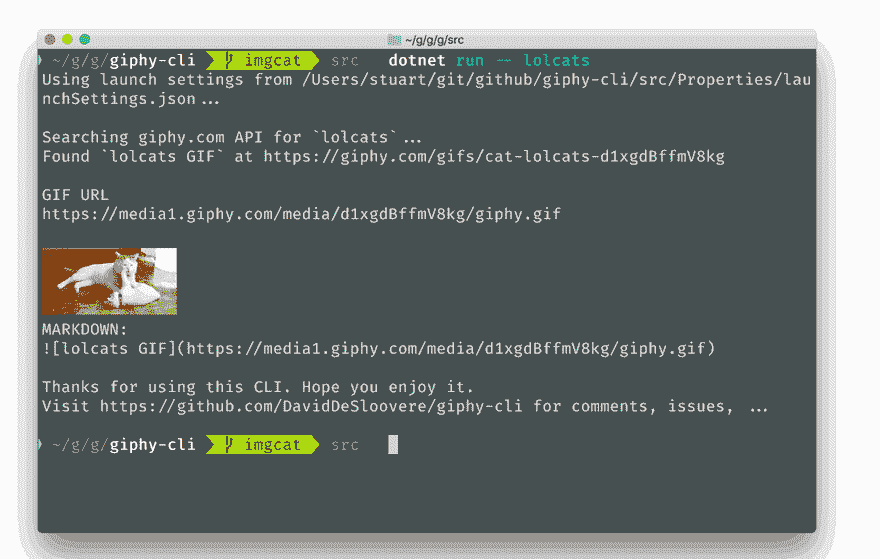 ~/g/g/g/src
~/g/g/giphy-cli imgcat src dotnet run -- lolcats
Using launch settings from /Users/stuart/git/github/giphy-cli/src/Properties/lau
nchSettings.json...
Searching giphy.com API for `lolcats`...
Found `lolcats GIF` at https://giphy.com/gifs/cat-lolcats-d1xgdBffmV8kg
GIF URL
https://media1.giphy.com/media/d1xgdBffmV8kg/giphy.gif
MARKDOWN:
![lolcats GIF](https://media1.giphy.com/media/d1xgdBffmV8kg/giphy.gif)
Thanks for using this CLI. Hope you enjoy it.
Visit https://github.com/DavidDeSloovere/giphy-cli for comments, issues, ...
~/g/g/giphy-cli imgcat src